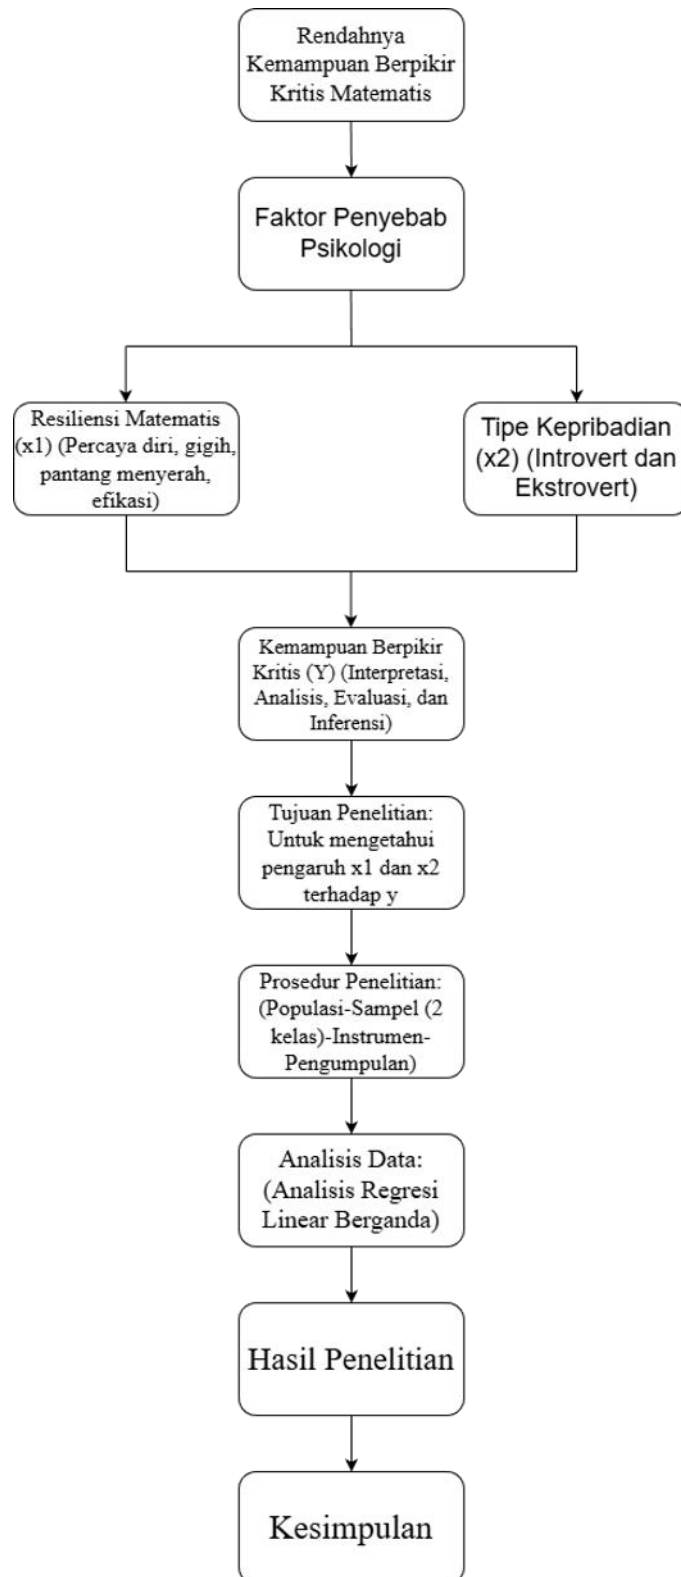 Rendahnya
Kemampuan Berpikir
Kritis Matematis
Faktor Penyebab
Psikologi
Resiliensi Matematis
(x1) (Percaya diri, gigih,
pantang menyerah,
efikasi)
Tipe Kepribadian
(x2) (Introvert dan
Ekstrovert)
Kemampuan Berpikir
Kritis (Y) (Interpretasi,
Analisis, Evaluasi, dan
Inferensi)
Tujuan Penelitian:
Untuk mengetahui
pengaruh x1 dan x2
terhadap y
Prosedur Penelitian:
(Populasi-Sampel (2
kelas)-Instrumen-
Pengumpulan)
Analisis Data:
(Analisis Regresi
Linear Berganda)
Hasil Penelitian
Kesimpulan